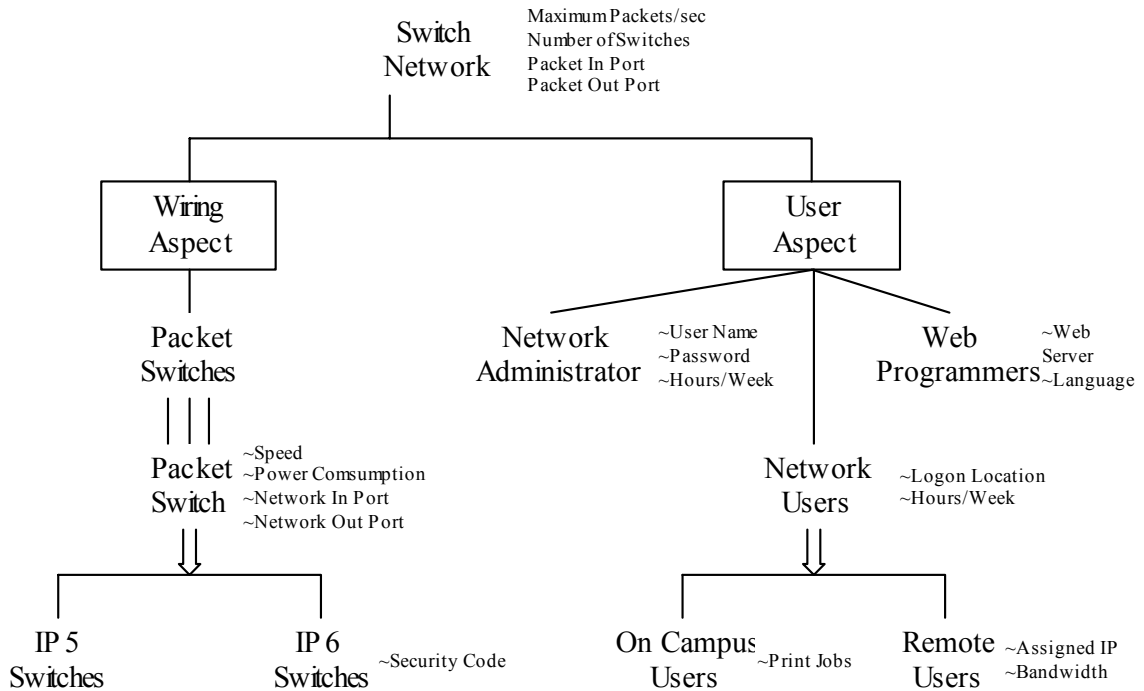 Switch
Network
Maximum Packets/sec
Number of Switches
Packet In Port
Packet Out Port
Wiring
Aspect
User
Aspect
Packet
Switches
Network
Administrator
~User Name
~Password
~Hours/Week
Web
Programmers
~Web
Server
~Language
Packet
Switch
~Speed
~Power Comsumption
~Network In Port
~Network Out Port
Network
Users
~Logon Location
~Hours/Week
IP 5
Switches
IP 6
Switches
~Security Code
On Campus
Users
~Print Jobs
Remote
Users
~Assigned IP
~Bandwidth